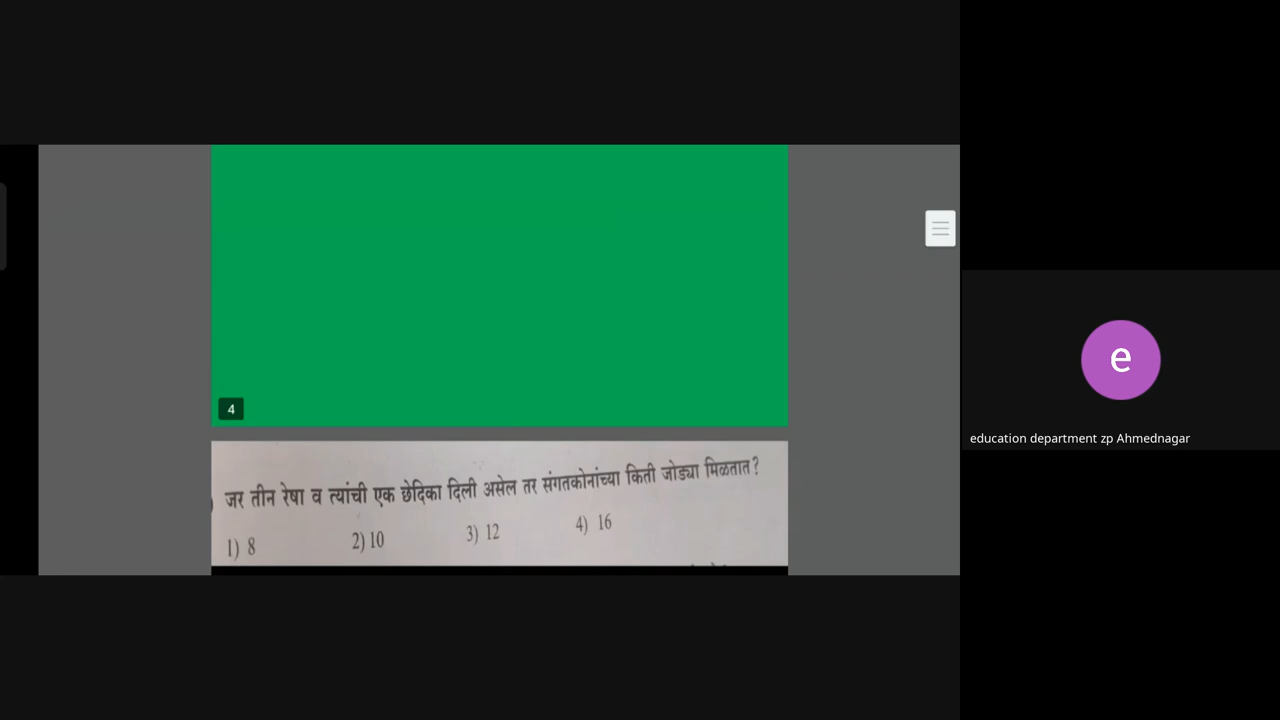 4
जर तीन रेषा व त्यांची एक छेदिका दिली असेल तर संगतकोनांच्या किती जोड्या मिळतात?
1) 8 2) 10 3) 12 4) 16
e
education department zp Ahmednagar